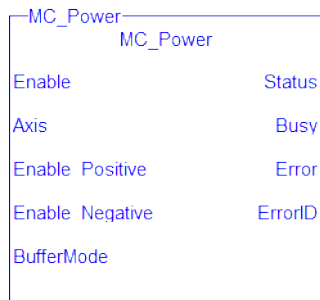 MC_Power
MC_Power
Enable Status
Axis Busy
Enable Positive Error
Enable Negative ErrorID
BufferMode